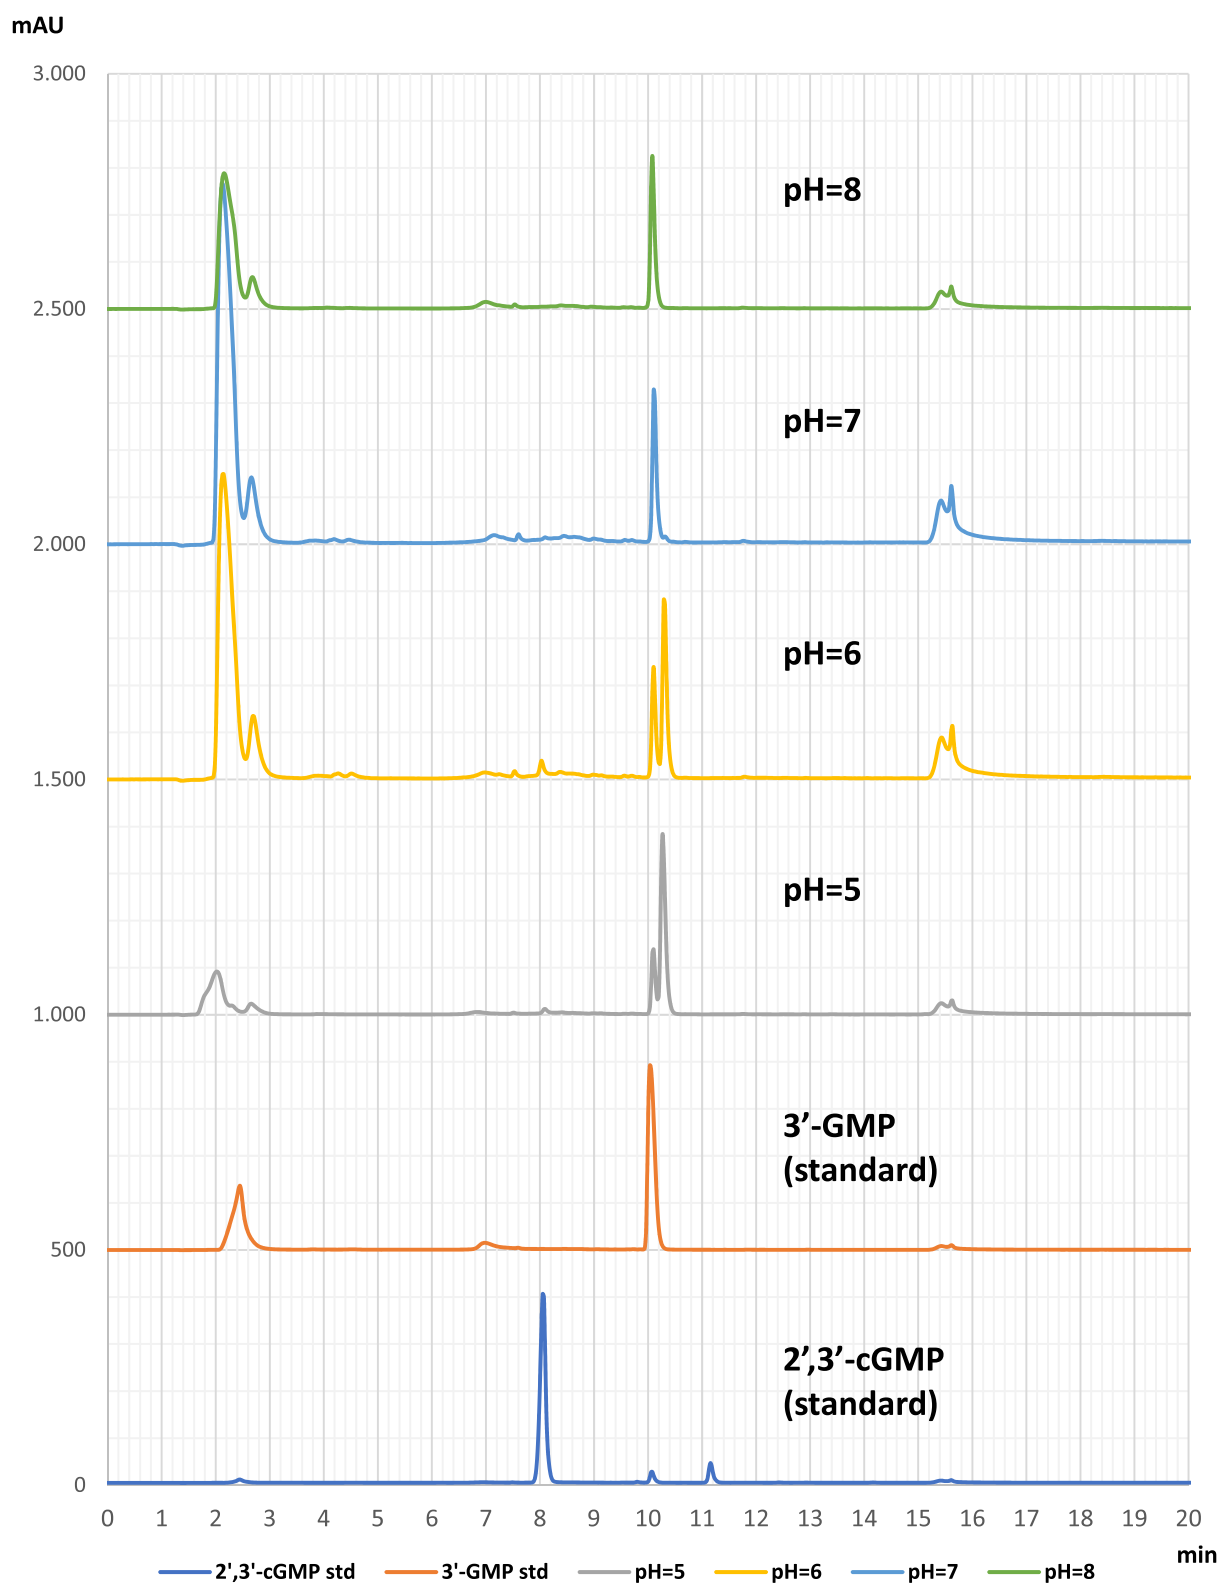 mAU
3.000
pH=8
2.500
pH=7
2.000
pH=6
1.500
pH=5
1.000
3’-GMP
(standard)
500
2’,3’-cGMP
(standard)
0
0 1 2 3 4 5 6 7 8 9 10 11 12 13 14 15 16 17 18 19 20
min
2',3'-cGMP std 3'-GMP std pH=5 pH=6 pH=7 pH=8